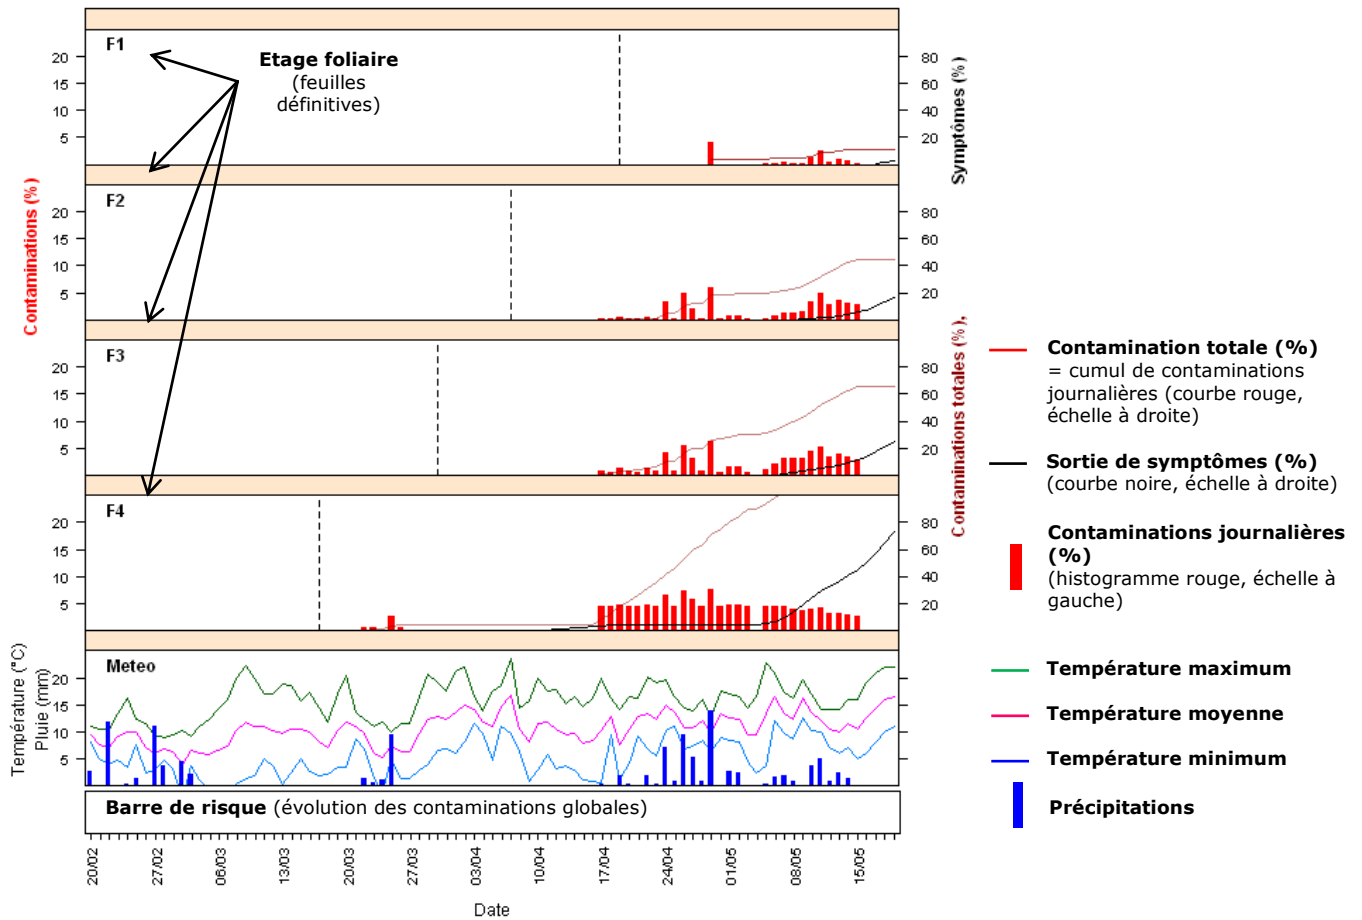 F1
20
15
10
5
80
60
40
20
Etage foliaire
(feuilles
définitives)
Symptômes (%)
F2
20
15
10
5
80
60
40
20
Contaminations (%)
F3
20
15
10
5
80
60
40
20
Contaminations totales (%),
F4
20
15
10
5
80
60
40
20
Meteo
20
15
10
5
20
15
10
5
Température (°C)
Pluie (mm)
Barre de risque (évolution des contaminations globales)
20/02
27/02
06/03
13/03
20/03
27/03
03/04
10/04
17/04
24/04
01/05
08/05
15/05
Date
Contamination totale (%)
= cumul de contaminations
journalières (courbe rouge,
échelle à droite)
Sortie de symptômes (%)
(courbe noire, échelle à droite)
Contaminations journalières
(%)
(histogramme rouge, échelle à
gauche)
Température maximum
Température moyenne
Température minimum
Précipitations